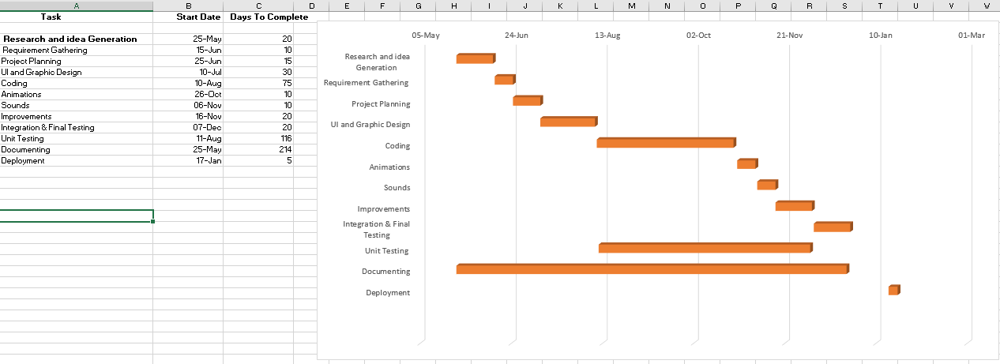 A B C D E F G H I J K L M N O P Q R S T U V W
Task Start Date Days To Complete
Research and idea Generation 25-May 20
Requirement Gathering 15-Jun 10
Project Planning 25-Jun 15
UI and Graphic Design 10-Jul 30
Coding 10-Aug 75
Animations 26-Oct 10
Sounds 06-Nov 10
Improvements 16-Nov 20
Integration & Final Testing 07-Dec 20
Unit Testing 11-Aug 116
Documenting 25-May 214
Deployment 17-Jan 5
05-May 24-Jun 13-Aug 02-Oct 21-Nov 10-Jan 01-Mar
Research and idea
Generation
Requirement Gathering
Project Planning
UI and Graphic Design
Coding
Animations
Sounds
Improvements
Integration & Final
Testing
Unit Testing
Documenting
Deployment